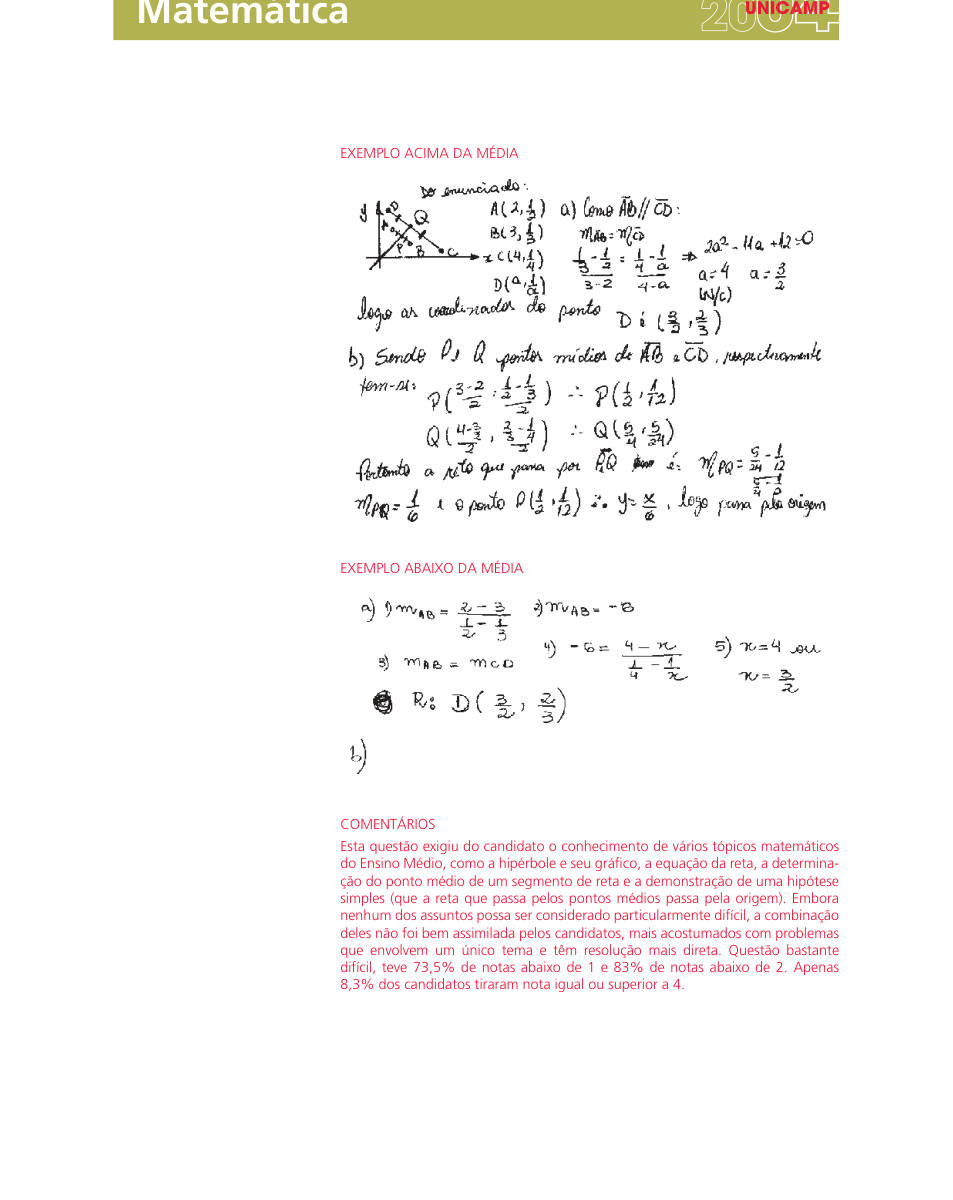 Matemática
2004
UNICAMP
EXEMPLO ACIMA DA MÉDIA
Do enunciado:
A(2,1/2) a) Como AB // CD:
B(3,1/3) mAB = mCD
C(4,1/4) (1/3 - 1/2)/(3-2) = (1/4 - 1/a)/(4-a) ⇒ 2a² - 11a + 12 = 0
D(a,1/a) a=4 (N/c) a=3/2
y A D Q P B C x
logo as coordenadas do ponto D é (3/2, 2/3)
b) Sendo P e Q pontos médios de AB e CD, respectivamente
tem-se: P((3-2)/2, (1/2 - 1/3)/2) ∴ P(1/2, 1/12)
Q((4-3/2)/2, (2/3 - 1/4)/2) ∴ Q(5/4, 5/24)
Portanto a reta que passa por PQ é: mPQ = (5/24 - 1/12)/
mPQ = 1/6 e o ponto P(1/2, 1/12) ∴ y = x/6, logo passa pela origem
EXEMPLO ABAIXO DA MÉDIA
a) 1) mAB = (2 - 3)/(1/2 - 1/3) 2) mAB =
3) mAB = mCD 4) -6 = (4 - x)/(1/4 - 1/x) 5) x = 4 ou
x = 3/2
R: D(3/2, 2/3)
b)
COMENTÁRIOS
Esta questão exigiu do candidato o conhecimento de vários tópicos matemáticos
do Ensino Médio, como a hipérbole e seu gráfico, a equação da reta, a determina-
ção do ponto médio de um segmento de reta e a demonstração de uma hipótese
simples (que a reta que passa pelos pontos médios passa pela origem). Embora
nenhum dos assuntos possa ser considerado particularmente difícil, a combinação
deles não foi bem assimilada pelos candidatos, mais acostumados com problemas
que envolvem um único tema e têm resolução mais direta. Questão bastante
difícil, teve 73,5% de notas abaixo de 1 e 83% de notas abaixo de 2. Apenas
8,3% dos candidatos tiraram nota igual ou superior a 4.